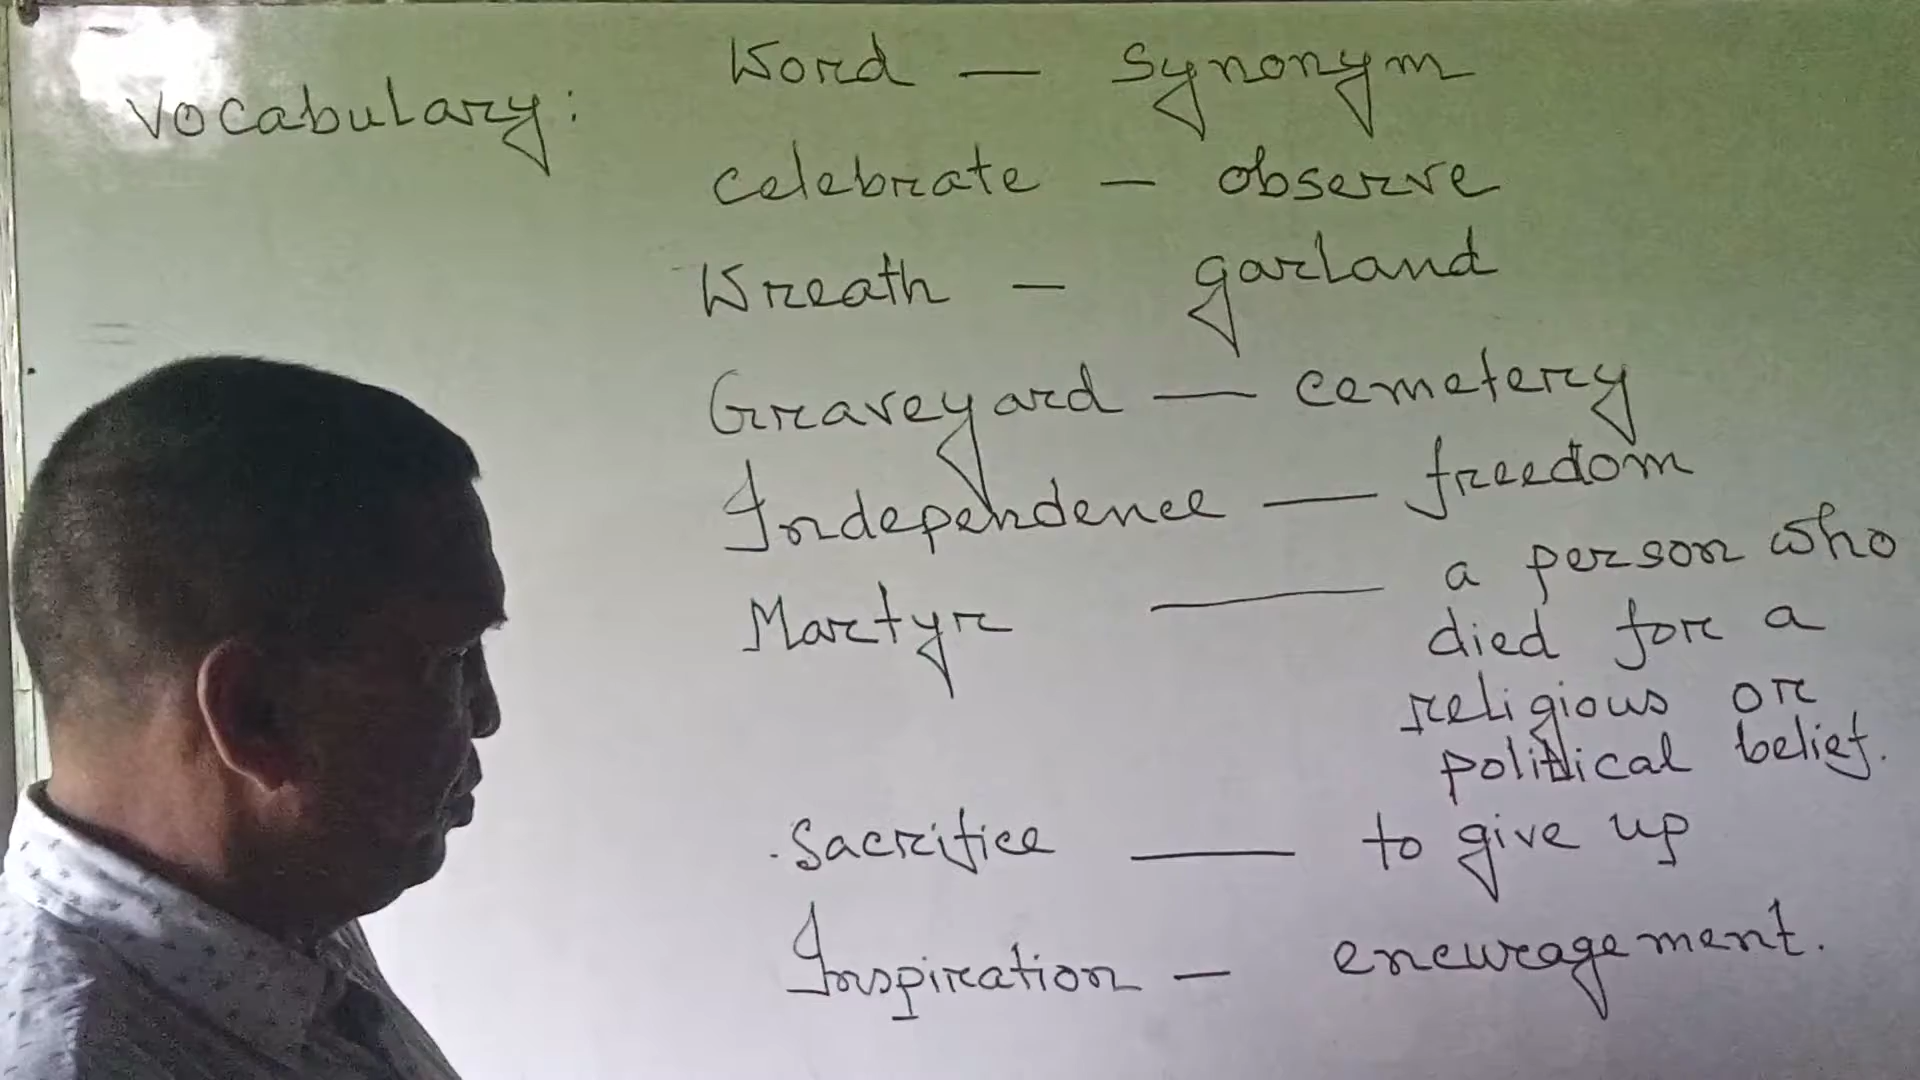 Vocabulary:
Word — Synonym
Celebrate — observe
Wreath — garland
Graveyard — cemetery
Independence — freedom
Martyr — a person who
died for a
religious or
political belief.
Sacrifice — to give up
Inspiration — encuragement.